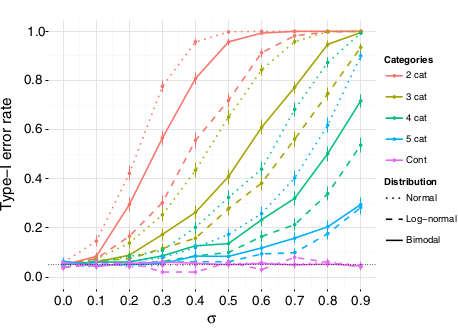 Type-I error rate
1.0
0.8
0.6
0.4
0.2
0.0
0.0 0.1 0.2 0.3 0.4 0.5 0.6 0.7 0.8 0.9
σ
Categories
2 cat
3 cat
4 cat
5 cat
Cont
Distribution
Normal
Log-normal
Bimodal